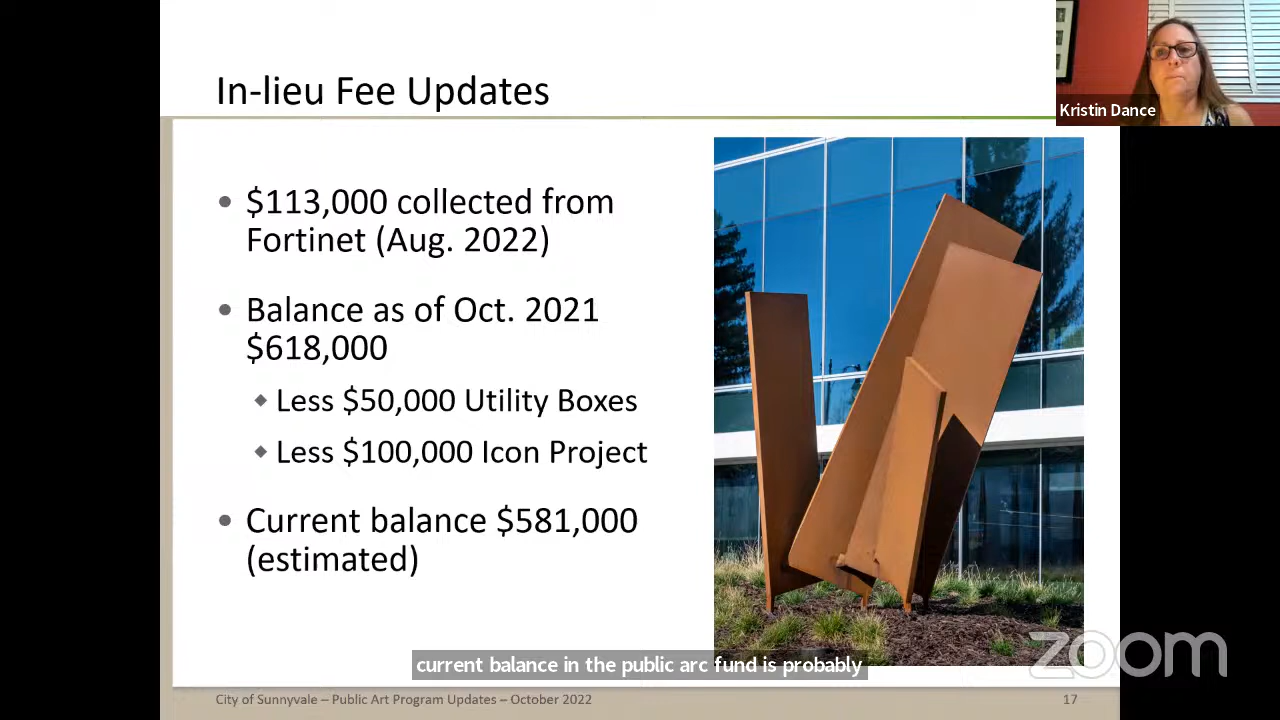 In-lieu Fee Updates
Kristin Dance
• $113,000 collected from
Fortinet (Aug. 2022)
• Balance as of Oct. 2021
$618,000
◆ Less $50,000 Utility Boxes
◆ Less $100,000 Icon Project
• Current balance $581,000
(estimated)
current balance in the public arc fund is probably
zoom
City of Sunnyvale – Public Art Program Updates – October 2022
17